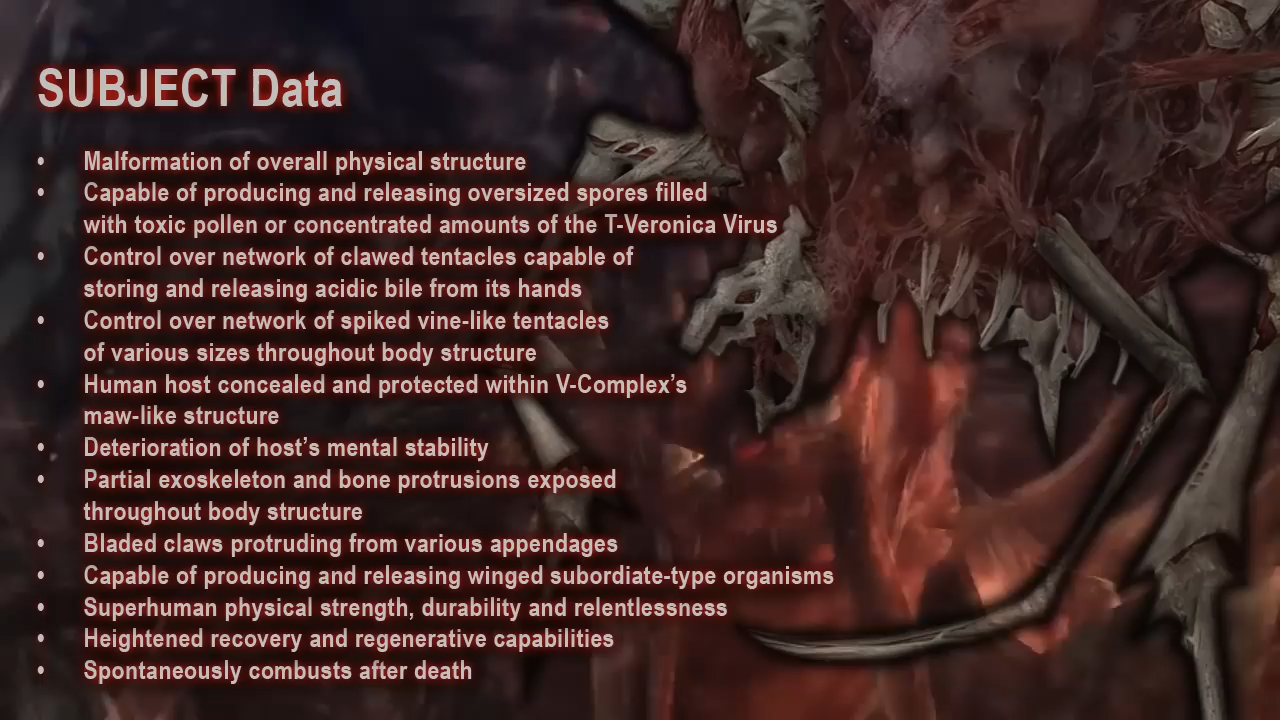 SUBJECT Data
• Malformation of overall physical structure
• Capable of producing and releasing oversized spores filled
with toxic pollen or concentrated amounts of the T-Veronica Virus
• Control over network of clawed tentacles capable of
storing and releasing acidic bile from its hands
• Control over network of spiked vine-like tentacles
of various sizes throughout body structure
• Human host concealed and protected within V-Complex’s
maw-like structure
• Deterioration of host’s mental stability
• Partial exoskeleton and bone protrusions exposed
throughout body structure
• Bladed claws protruding from various appendages
• Capable of producing and releasing winged subordiate-type organisms
• Superhuman physical strength, durability and relentlessness
• Heightened recovery and regenerative capabilities
• Spontaneously combusts after death